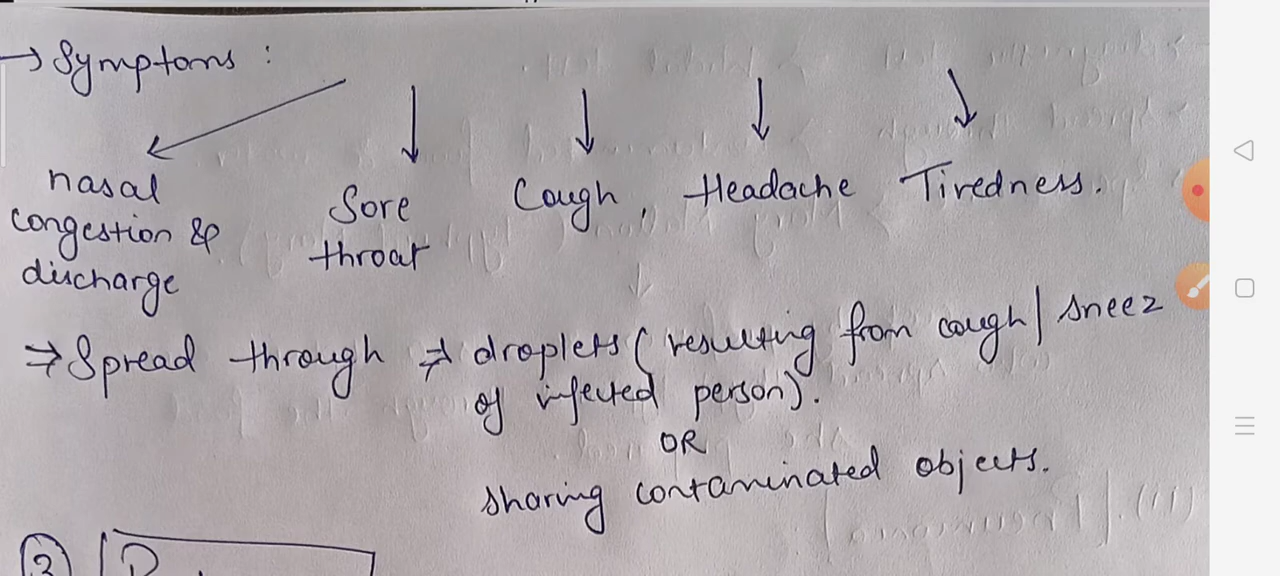 → Symptoms :
nasal congestion & discharge
Sore throat
Cough, Headache Tiredness.
⇒ Spread through ⇒ droplets (resulting from cough/sneez
of infected person).
OR
sharing contaminated objects.